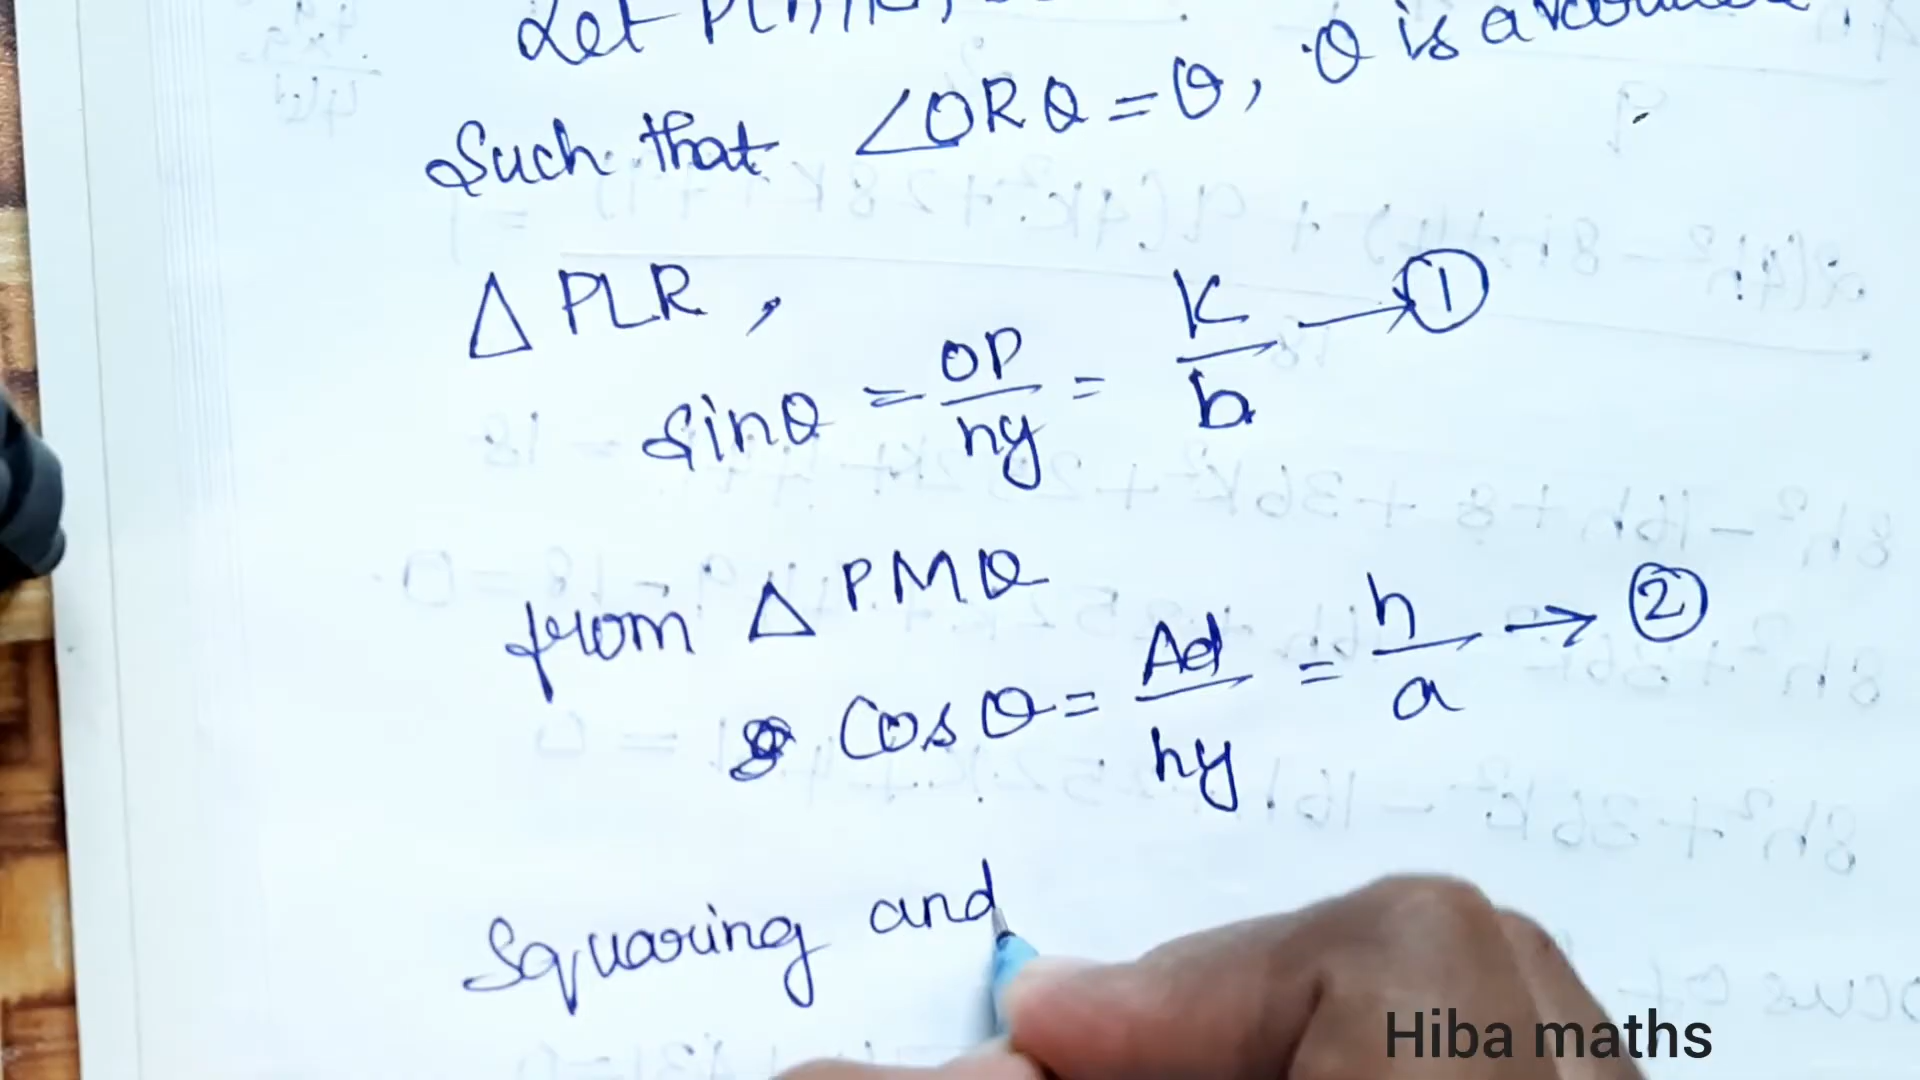 Let
Such that ∠ORQ = θ, θ is a
△ PLR,
sinθ = OP/hy = K/b → ①
from △ PMQ
Cosθ = Ad/hy = h/a → ②
Squaring and
Hiba maths